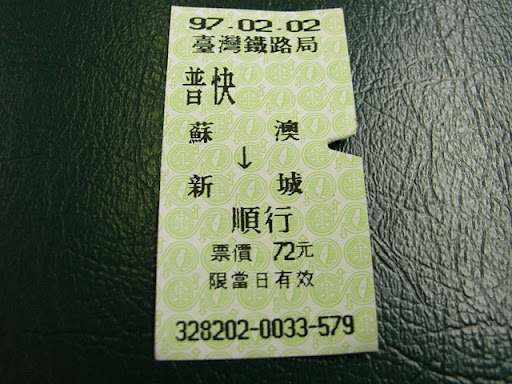 97.02.02
臺灣鐵路局
普快
蘇 澳
↓
新 城
順行
票價 72元
限當日有效
328202-0033-579